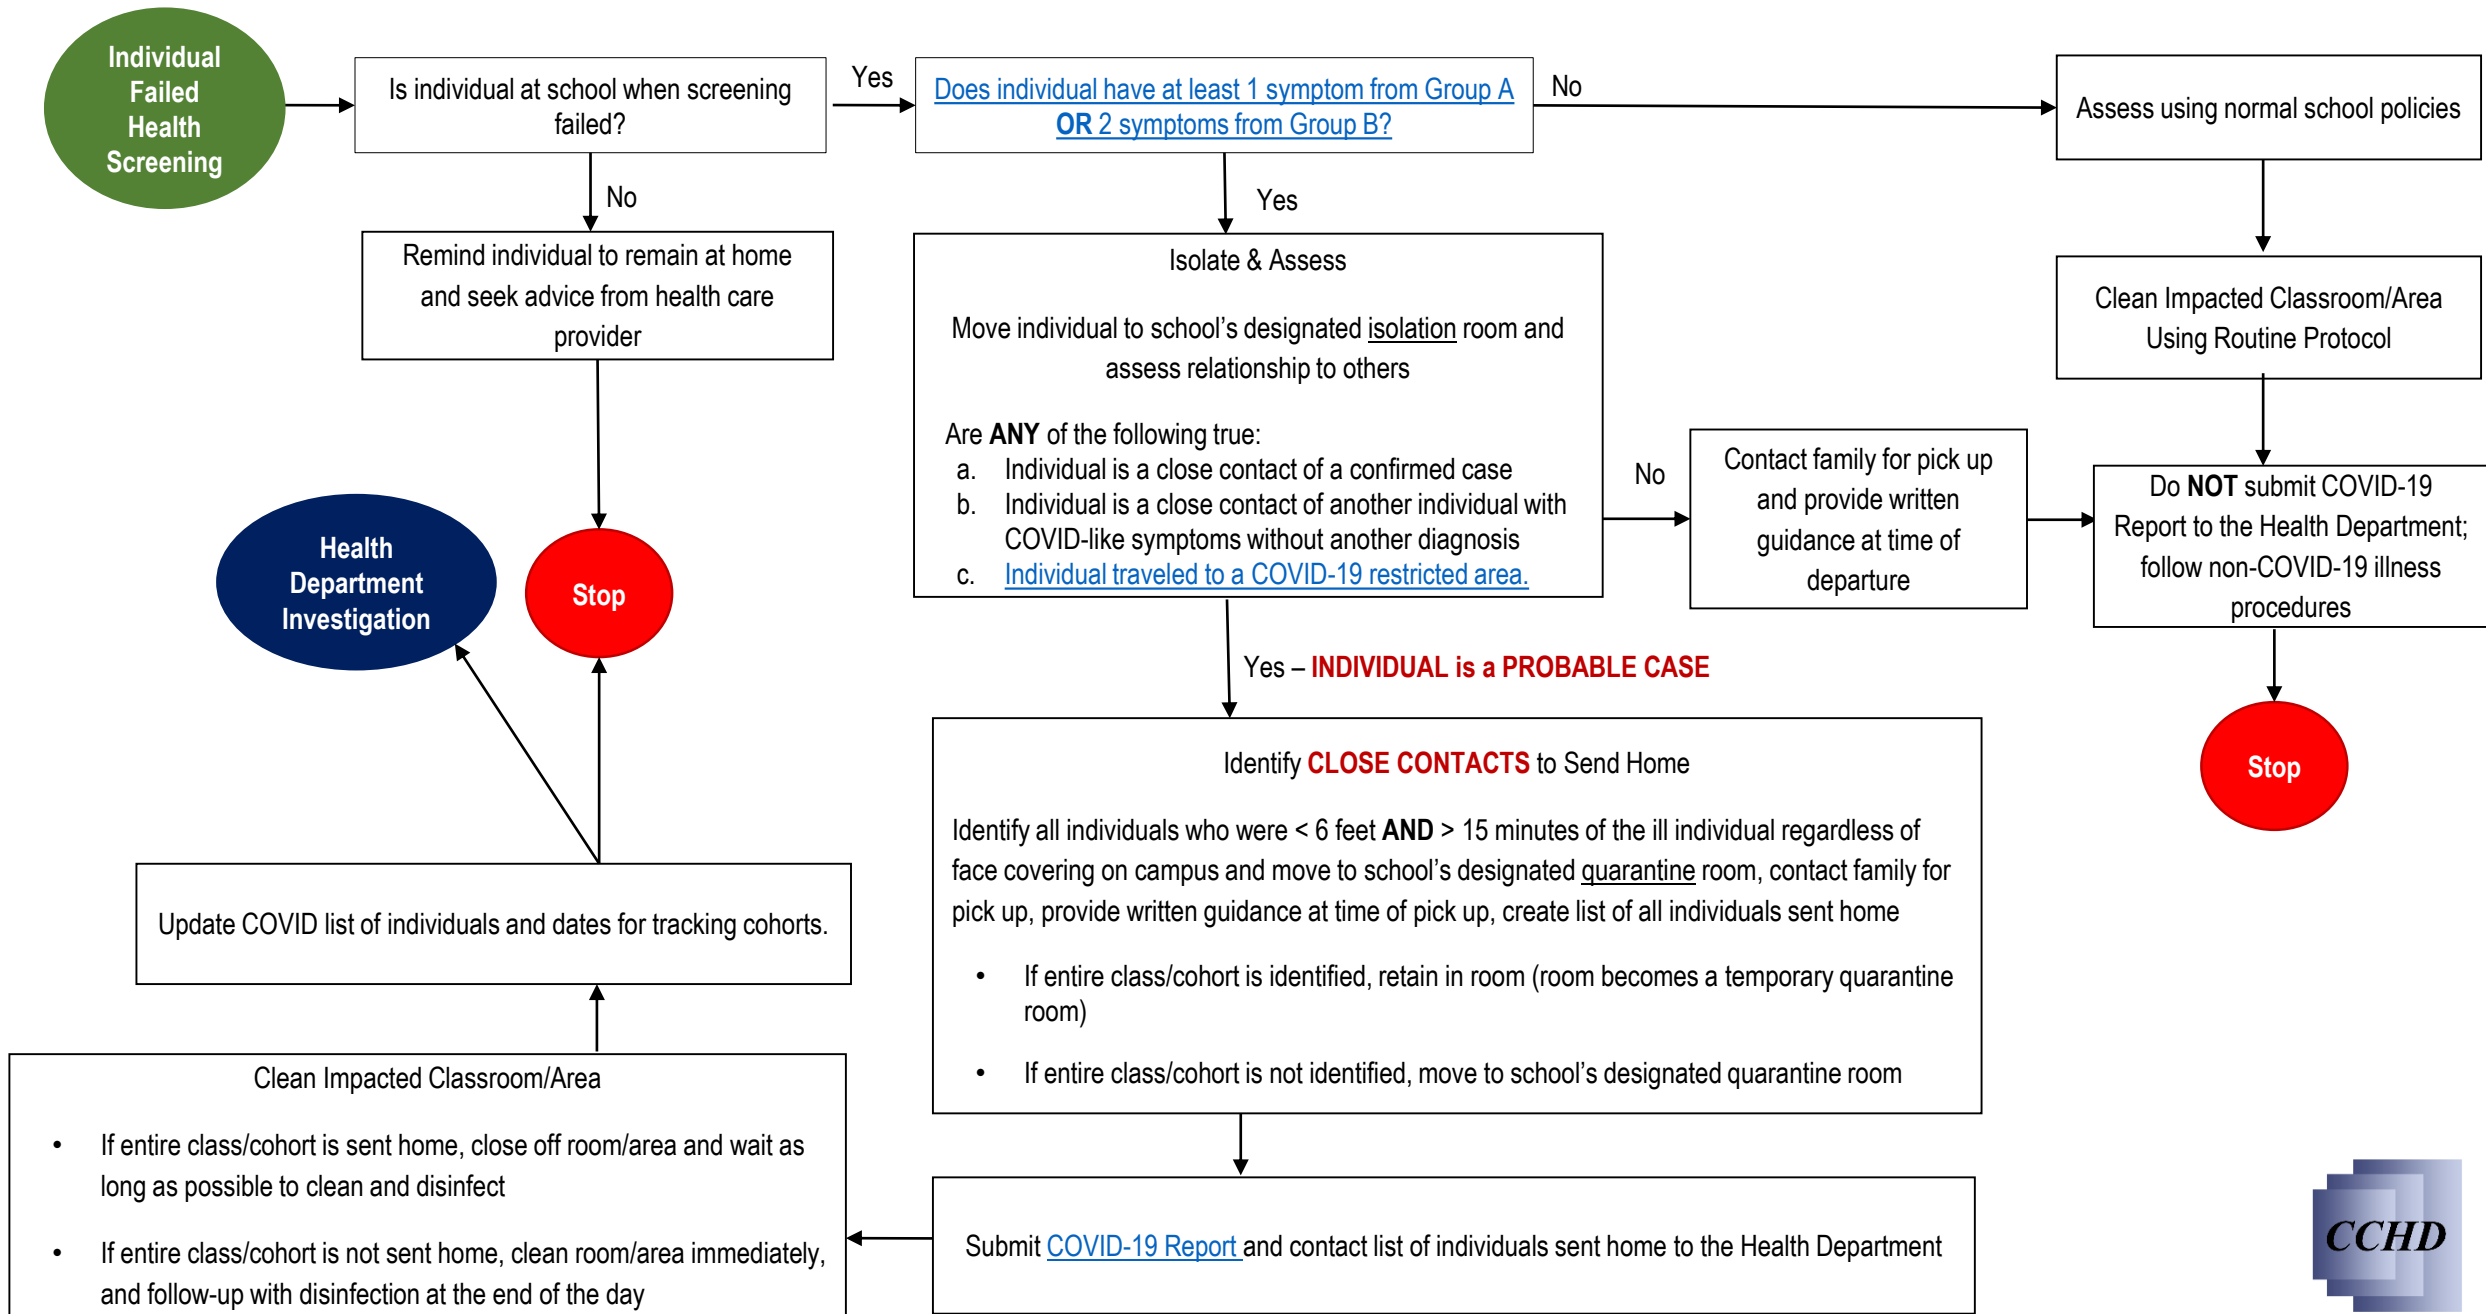 Individual
Failed
Health
Screening
Is individual at school when screening
failed?
Yes
Does individual have at least 1 symptom from Group A
OR 2 symptoms from Group B?
No
Assess using normal school policies
No
Yes
Remind individual to remain at home
and seek advice from health care
provider
Isolate & Assess
Move individual to school’s designated isolation room and
assess relationship to others
Are ANY of the following true:
a. Individual is a close contact of a confirmed case
b. Individual is a close contact of another individual with
COVID-like symptoms without another diagnosis
c. Individual traveled to a COVID-19 restricted area.
Clean Impacted Classroom/Area
Using Routine Protocol
No
Contact family for pick up
and provide written
guidance at time of
departure
Do NOT submit COVID-19
Report to the Health Department;
follow non-COVID-19 illness
procedures
Health
Department
Investigation
Stop
Yes – INDIVIDUAL is a PROBABLE CASE
Stop
Identify CLOSE CONTACTS to Send Home
Identify all individuals who were < 6 feet AND > 15 minutes of the ill individual regardless of
face covering on campus and move to school’s designated quarantine room, contact family for
pick up, provide written guidance at time of pick up, create list of all individuals sent home
• If entire class/cohort is identified, retain in room (room becomes a temporary quarantine
room)
• If entire class/cohort is not identified, move to school’s designated quarantine room
Update COVID list of individuals and dates for tracking cohorts.
Clean Impacted Classroom/Area
• If entire class/cohort is sent home, close off room/area and wait as
long as possible to clean and disinfect
• If entire class/cohort is not sent home, clean room/area immediately,
and follow-up with disinfection at the end of the day
Submit COVID-19 Report and contact list of individuals sent home to the Health Department
CCHD